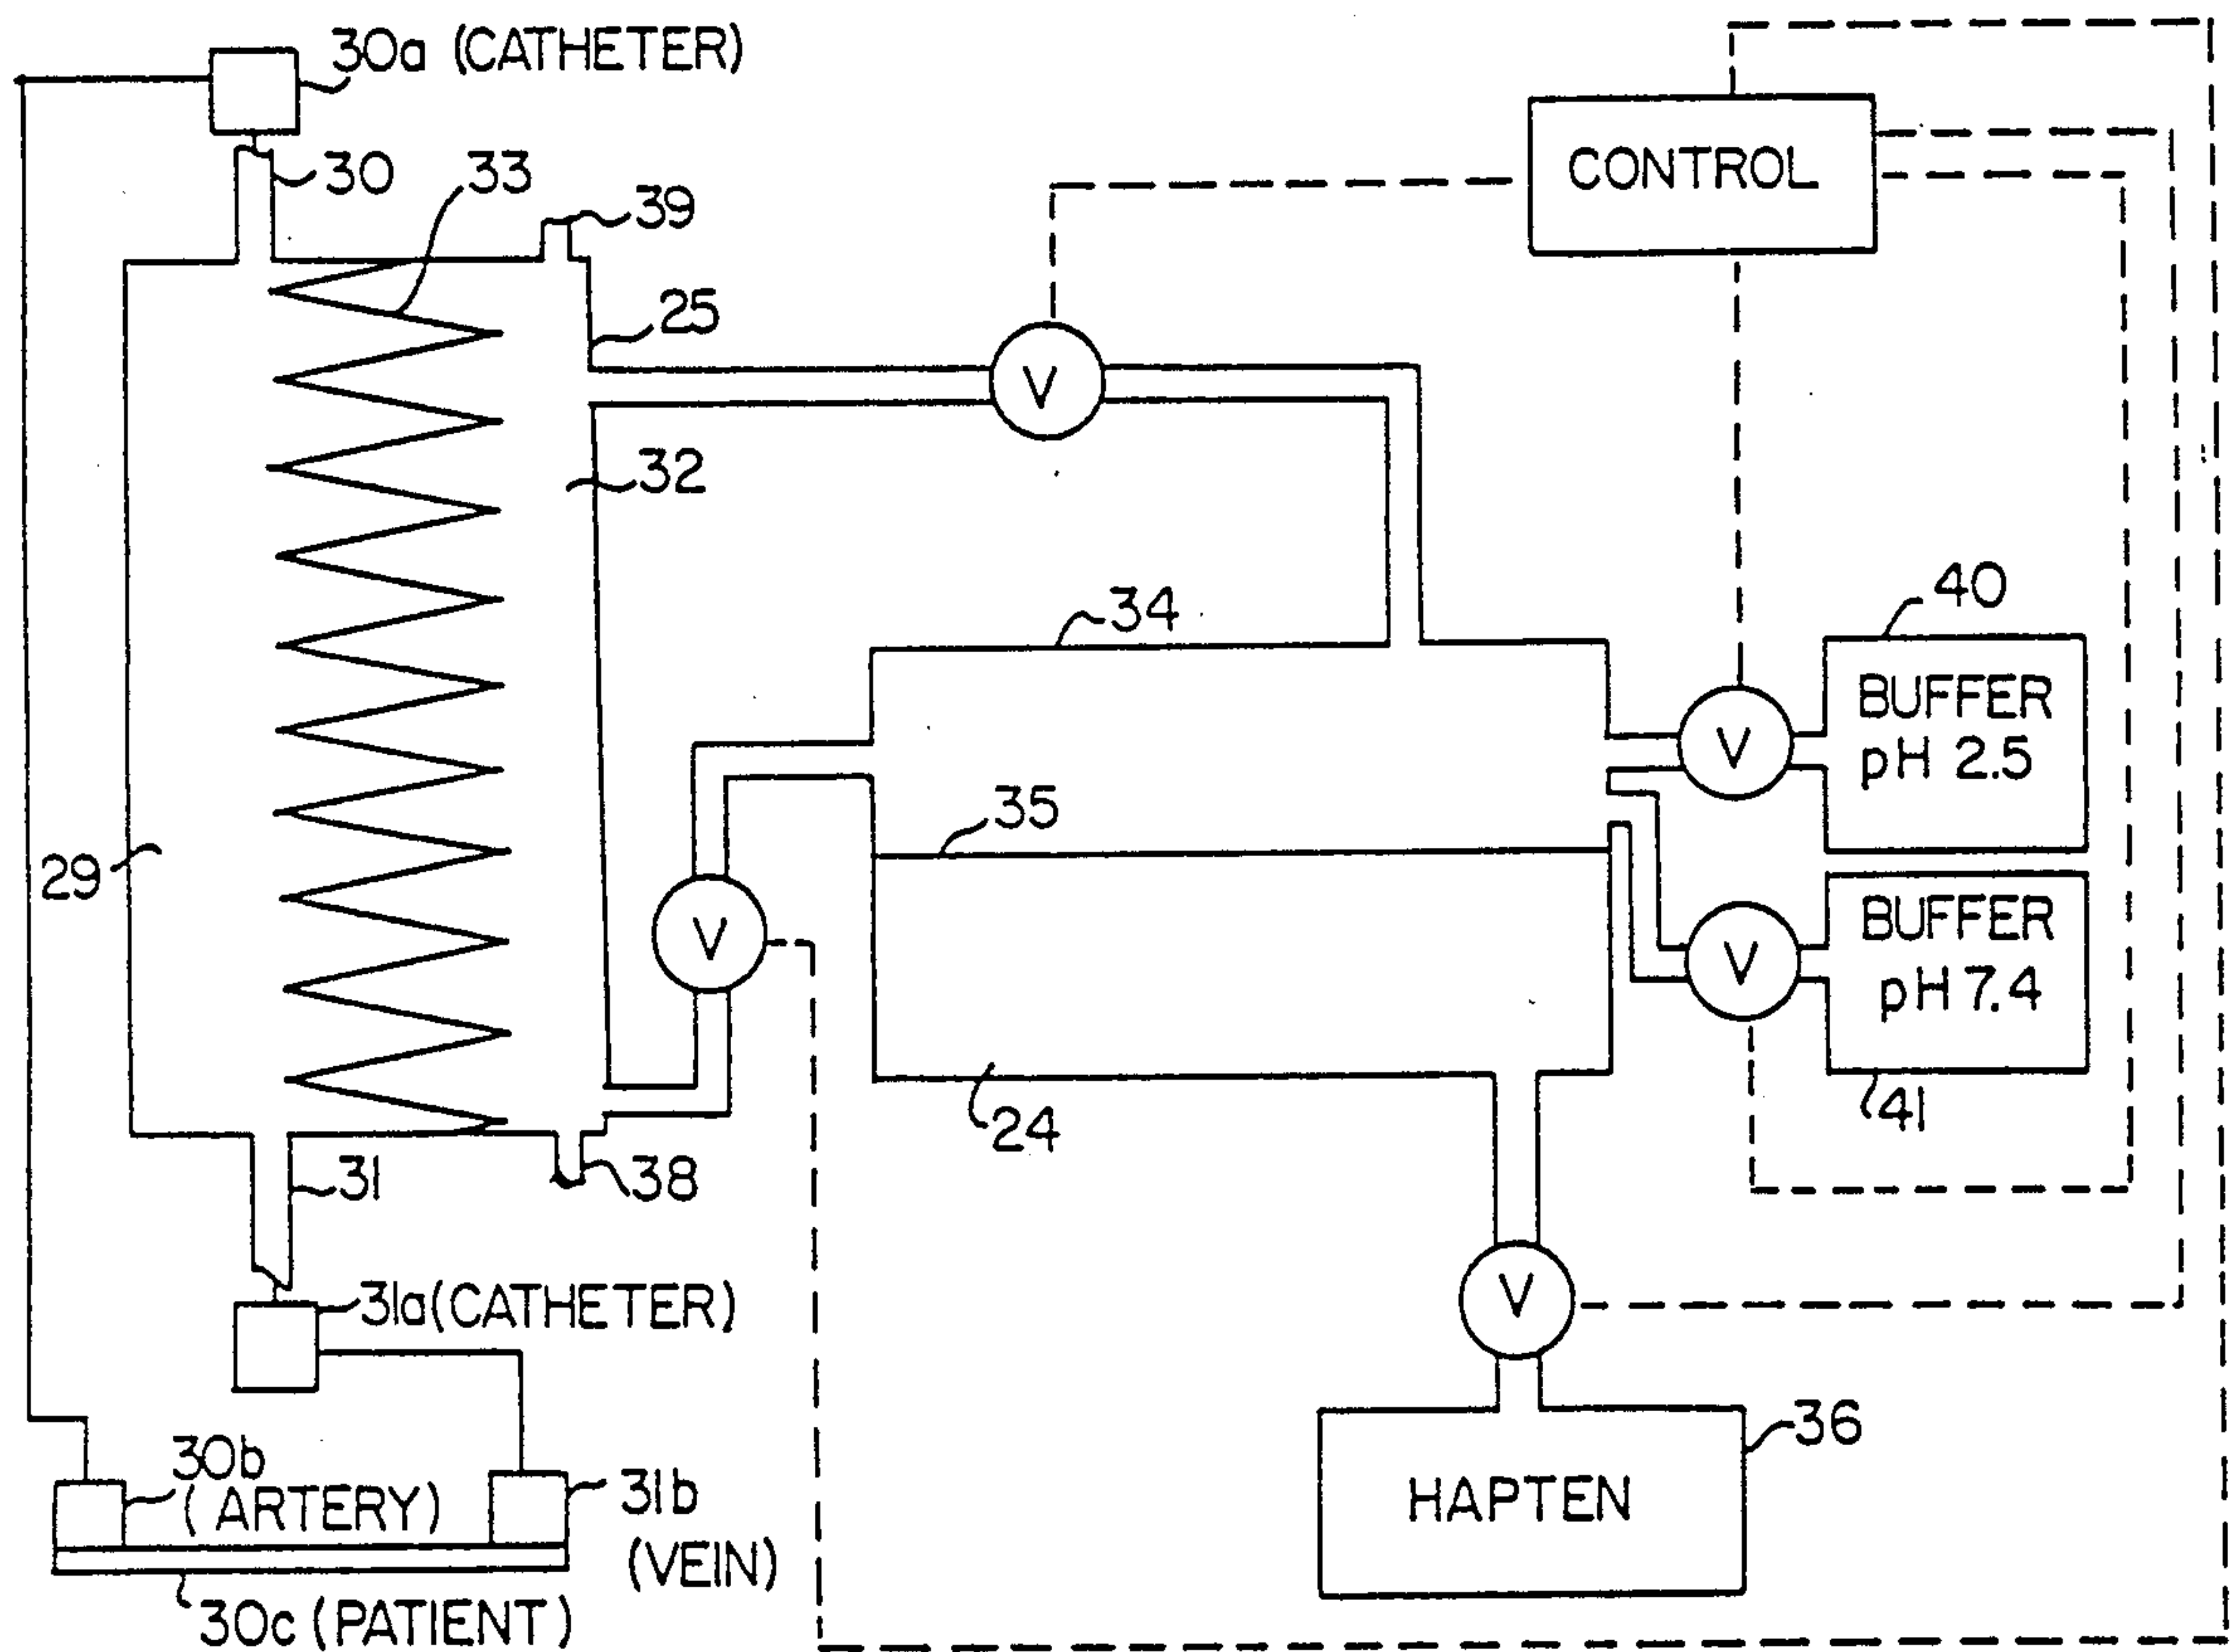 30a (CATHETER)
30
33
39
CONTROL
25
V
32
34
40
BUFFER
pH 2.5
V
35
29
V
BUFFER
pH 7.4
V
24
41
31
38
31a (CATHETER)
V
36
HAPTEN
30b
(ARTERY)
31b
(VEIN)
30c (PATIENT)